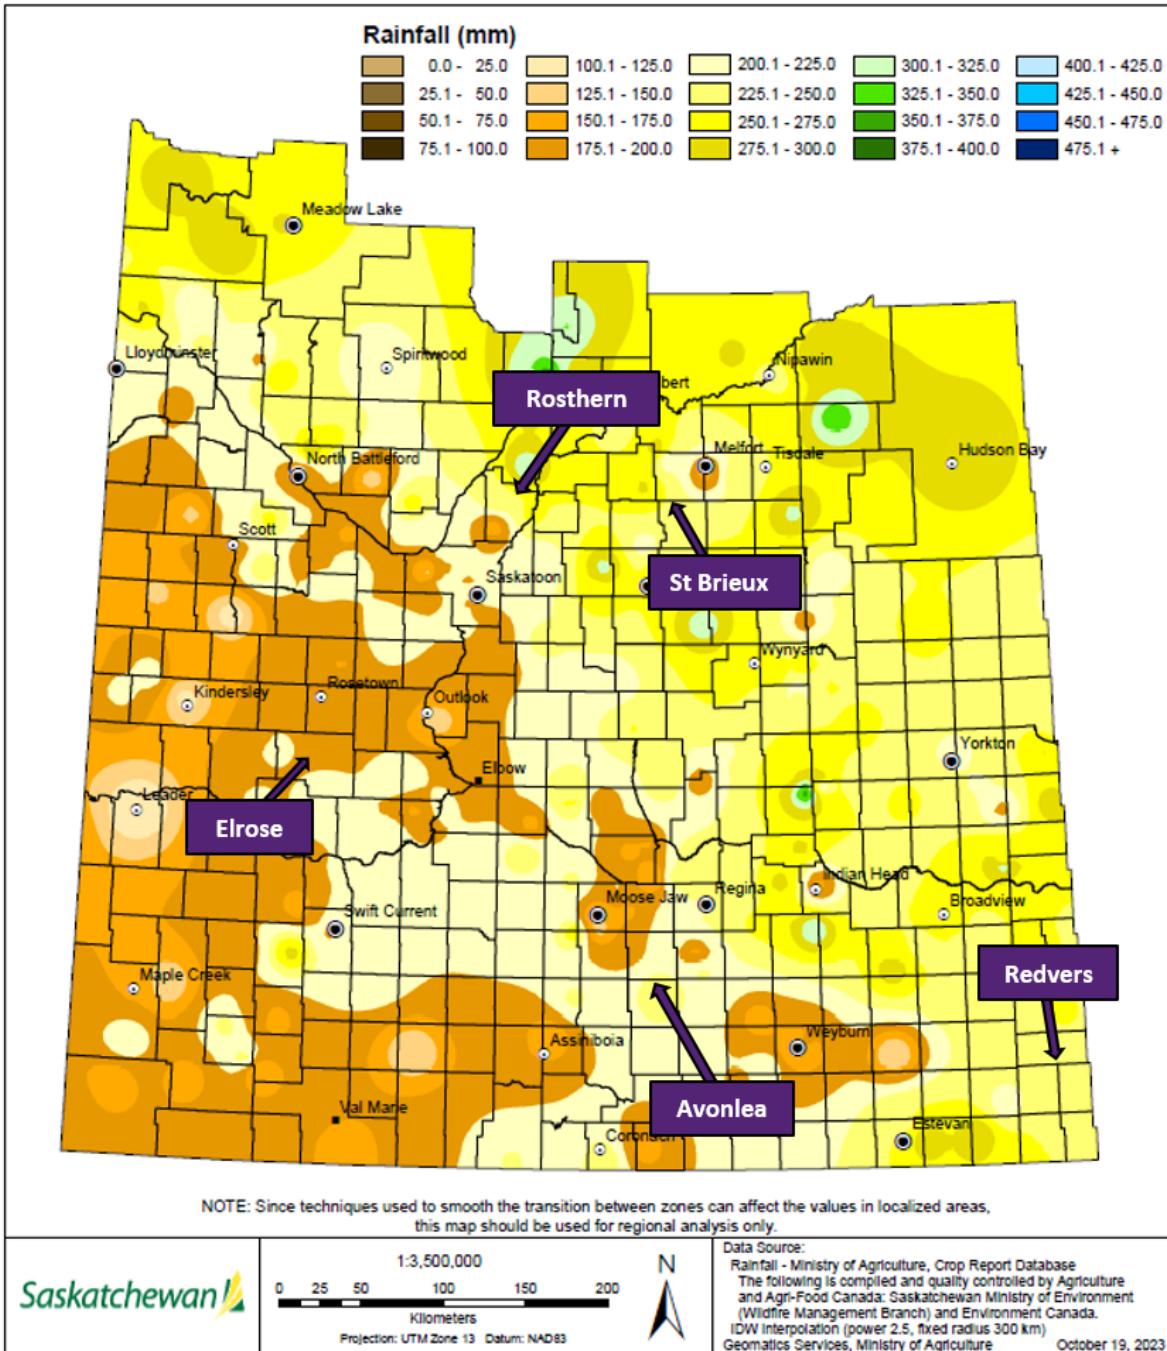 Rainfall (mm)
0.0 - 25.0
25.1 - 50.0
50.1 - 75.0
75.1 - 100.0
100.1 - 125.0
125.1 - 150.0
150.1 - 175.0
175.1 - 200.0
200.1 - 225.0
225.1 - 250.0
250.1 - 275.0
275.1 - 300.0
300.1 - 325.0
325.1 - 350.0
350.1 - 375.0
375.1 - 400.0
400.1 - 425.0
425.1 - 450.0
450.1 - 475.0
475.1 +
Meadow Lake
Lloydminster
Spiritwood
Nipawin
bert
Rosthern
North Battleford
Melfort
Tisdale
Hudson Bay
Scott
Saskatoon
St Brieux
Wynyard
Kindersley
Rosetown
Outlook
Yorkton
Elbow
Leader
Elrose
Indian Head
Moose Jaw
Regina
Broadview
Swift Current
Redvers
Maple Creek
Weyburn
Assiniboia
Avonlea
Val Marie
Estevan
Coronach
NOTE: Since techniques used to smooth the transition between zones can affect the values in localized areas,
this map should be used for regional analysis only.
Saskatchewan
1:3,500,000
0 25 50 100 150 200
Kilometers
Projection: UTM Zone 13 Datum: NAD83
N
Data Source:
Rainfall - Ministry of Agriculture, Crop Report Database
The following is compiled and quality controlled by Agriculture
and Agri-Food Canada: Saskatchewan Ministry of Environment
(Wildfire Management Branch) and Environment Canada.
IDW Interpolation (power 2.5, fixed radius 300 km)
Geomatics Services, Ministry of Agriculture October 19, 2023